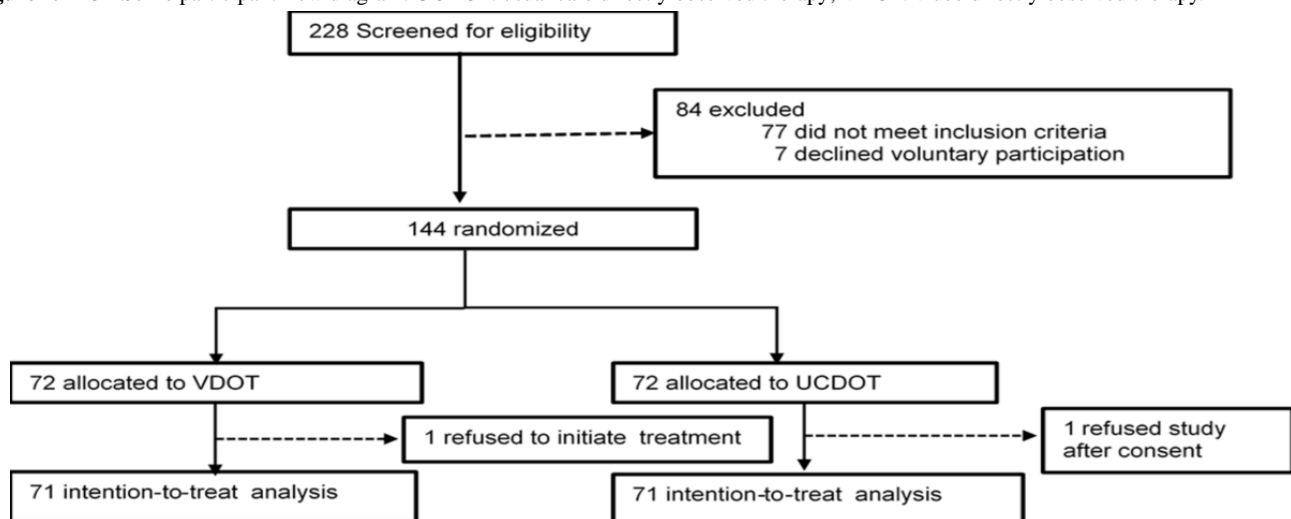 228 Screened for eligibility
84 excluded
77 did not meet inclusion criteria
7 declined voluntary participation
144 randomized
72 allocated to VDOT
72 allocated to UCDOT
1 refused to initiate treatment
1 refused study
after consent
71 intention-to-treat analysis
71 intention-to-treat analysis